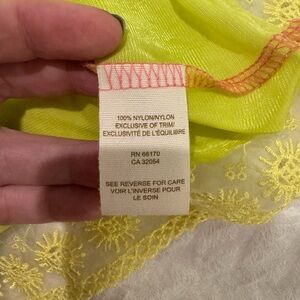 100% NYLON/NYLON
EXCLUSIVE OF TRIM/
EXCLUSIVITÉ DE L'ÉQUILIBRE
RN 66170
CA 32054
SEE REVERSE FOR CARE
VOIR L'INVERSE POUR
LE SOIN